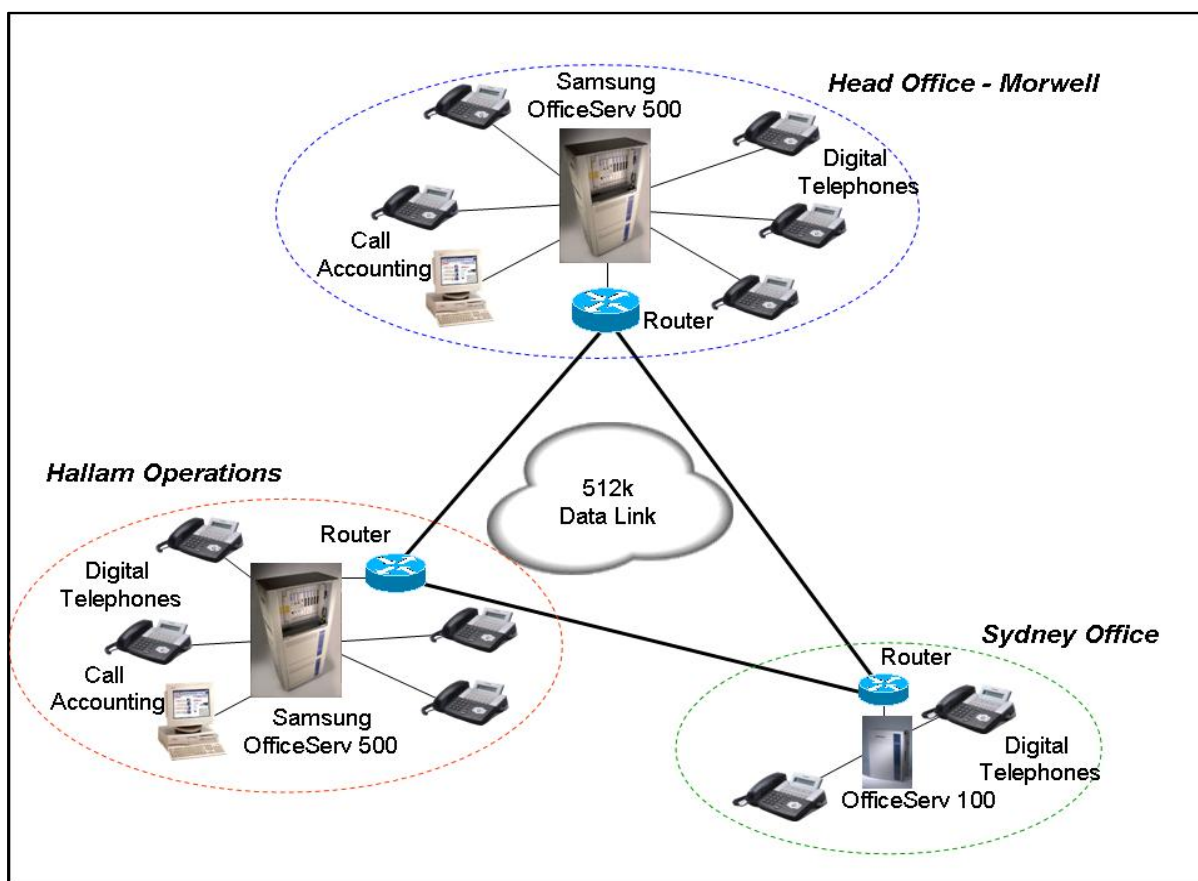 Head Office - Morwell
Samsung
OfficeServ 500
Digital
Telephones
Call
Accounting
Router
Hallam Operations
512k
Data Link
Router
Digital
Telephones
Call
Accounting
Samsung
OfficeServ 500
Sydney Office
Router
Digital
Telephones
OfficeServ 100